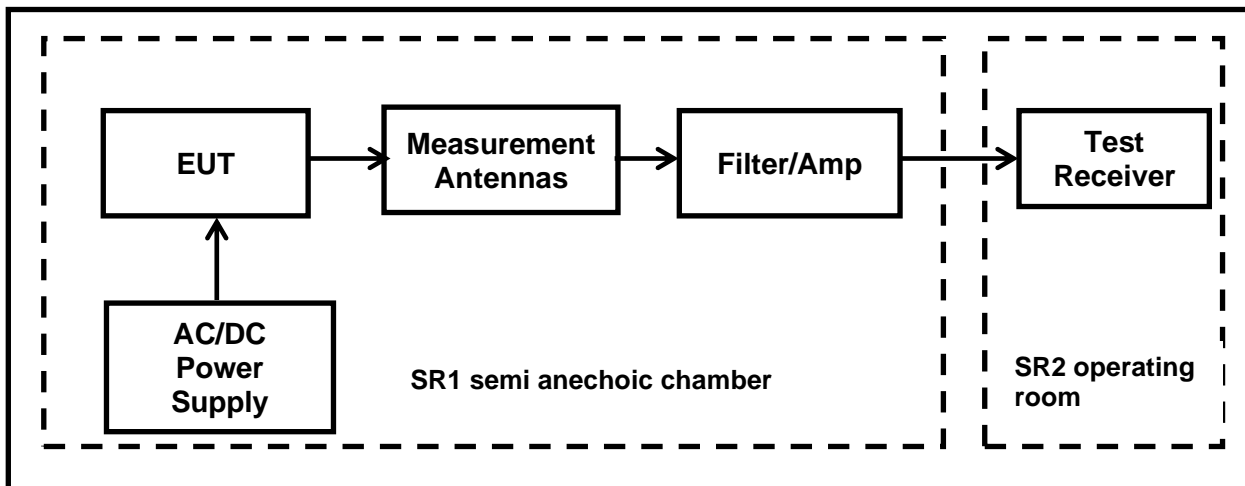 EUT
Measurement
Antennas
Filter/Amp
Test
Receiver
AC/DC
Power
Supply
SR1 semi anechoic chamber
SR2 operating
room